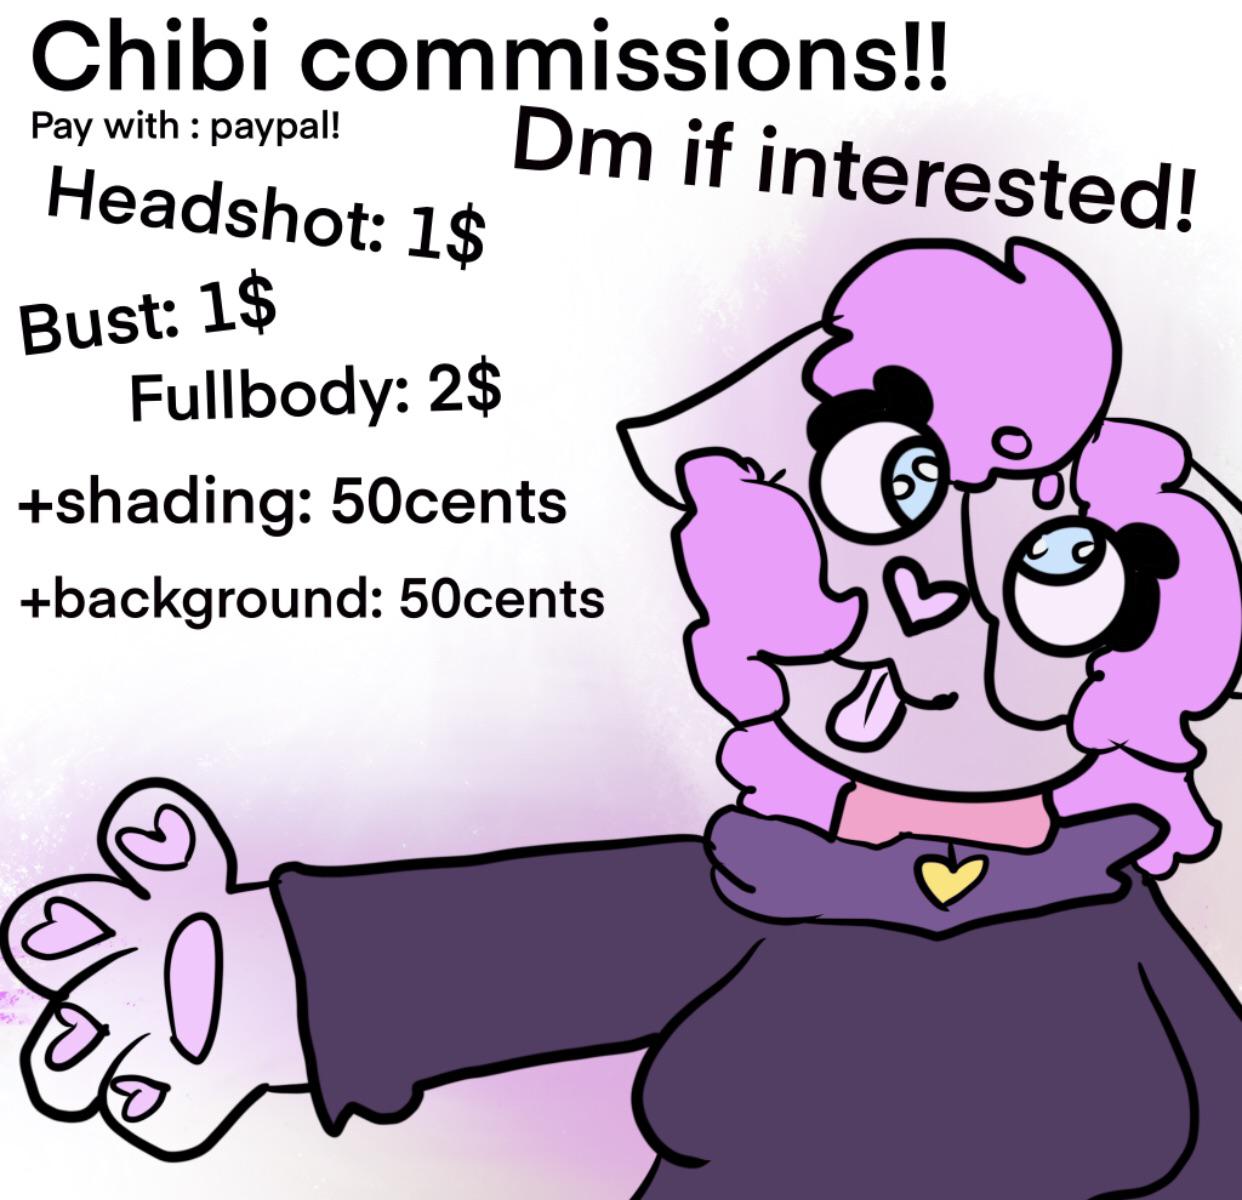 Chibi commissions!!
Pay with : paypal!
Dm if interested!
Headshot: 1$
Bust: 1$
Fullbody: 2$
+shading: 50cents
+background: 50cents